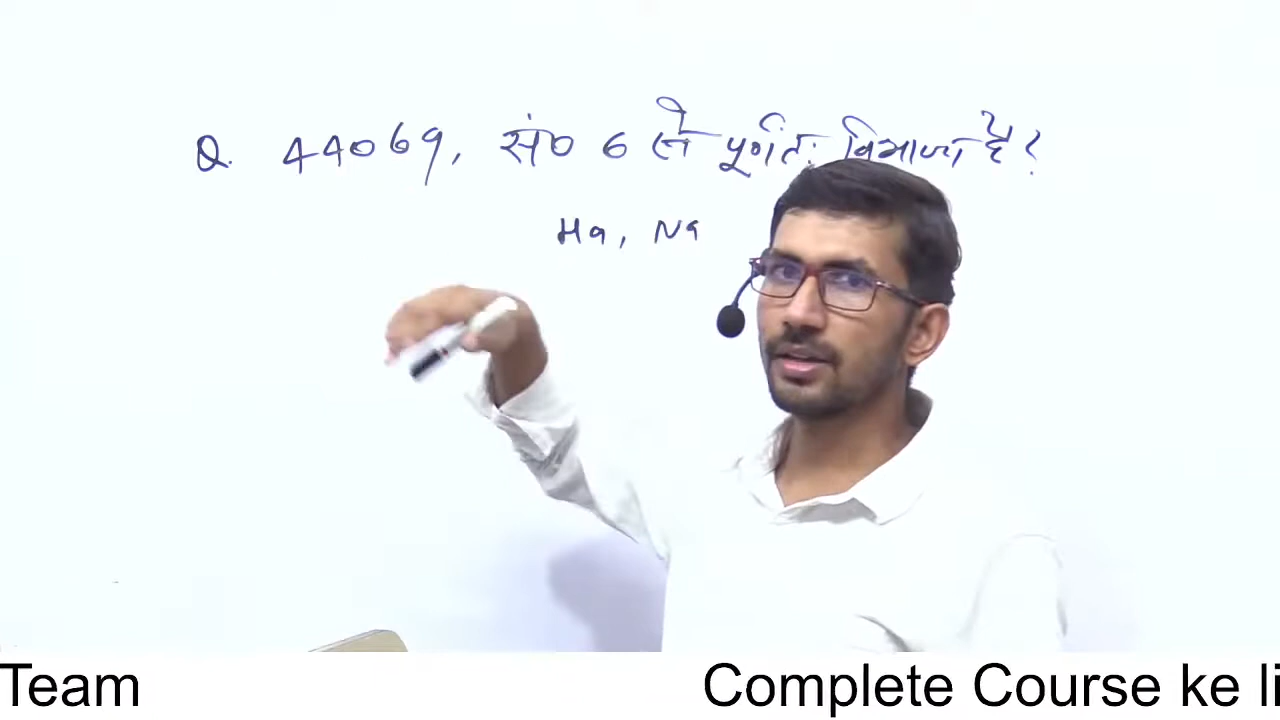 Q. 44069, सं० 6 से पूर्णतः विभाज्य है?
Ha, Na
Team Complete Course ke li